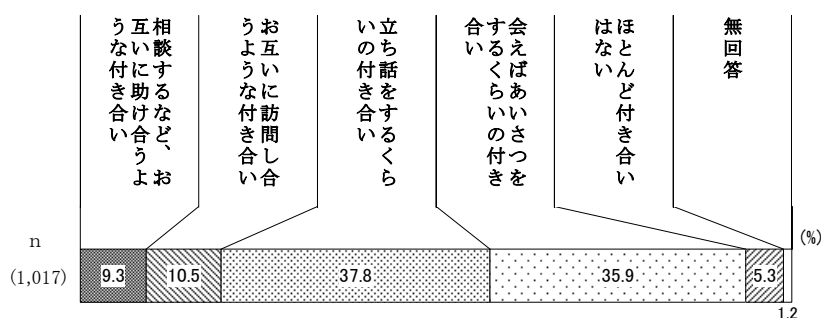 相談するなど、お
互いに助け合うよ
うな付き合い
お互いに訪問し合
うような付き合い
立ち話をするくら
いの付き合い
会えばあいさつを
するくらいの付き
合い
ほとんど付き合い
はない
無回答
(%)
n
(1,017)
9.3
10.5
37.8
35.9
5.3
1.2